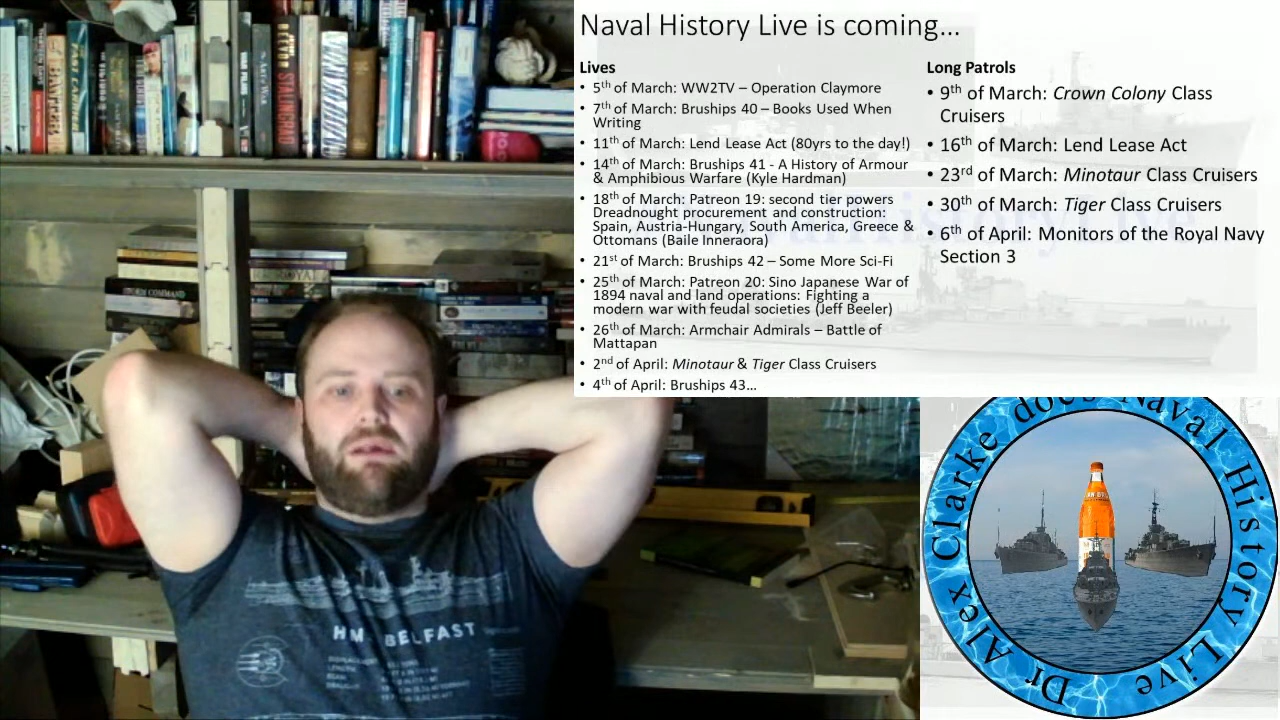 Naval History Live is coming...
Lives
• 5th of March: WW2TV – Operation Claymore
• 7th of March: Bruships 40 – Books Used When
Writing
• 11th of March: Lend Lease Act (80yrs to the day!)
• 14th March: Bruships 41 - A History of Armour
& Amphibious Warfare (Kyle Hardman)
• 18th of March: Patreon 19: second tier powers
Dreadnought procurement and construction:
Spain, Austria-Hungary, South America, Greece &
Ottomans (Baile Inneraora)
• 21st of March: Bruships 42 – Some More Sci-Fi
• 25th of March: Patreon 20: Sino Japanese War of
1894 naval and land operations: Fighting a
modern war with feudal societies (Jeff Beeler)
• 26th of March: Armchair Admirals – Battle of
Mattapan
• 2nd of April: Minotaur & Tiger Class Cruisers
• 4th of April: Bruships 43...
Long Patrols
• 9th of March: Crown Colony Class
Cruisers
• 16th of March: Lend Lease Act
• 23rd of March: Minotaur Class Cruisers
• 30th of March: Tiger Class Cruisers
• 6th of April: Monitors of the Royal Navy
Section 3
STALINGRAD
STORM COMMAND
ROYAL
HM BELFAST
Dr Alex Clarke does Naval History Live